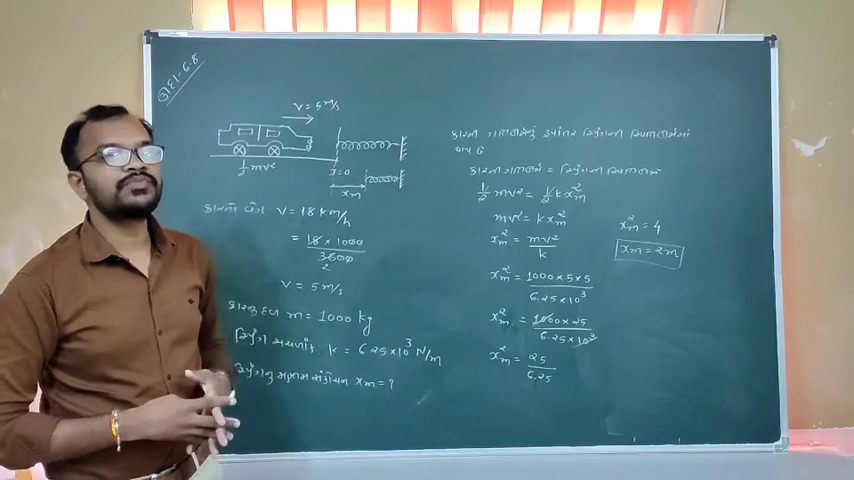 ઉદા-6.8
v = 5 m/s
1/2 mv²
x=0
xm
કારનો વેગ v = 18 km/h
= 18 × 1000 / 3600
2
∴ v = 5 m/s
કારનું દળ m = 1000 kg
સ્પ્રિંગ અચળાંક k = 6.25×10³ N/m
સ્પ્રિંગનું મહત્તમ સંકોચન xm = ?
કારની ગતિઊર્જાનું રૂપાંતર સ્પ્રિંગની સ્થિતિઊર્જામાં
થાય છે
કારની ગતિઊર્જા = સ્પ્રિંગની સ્થિતિઊર્જા
1/2 mv² = 1/2 k xm²
mv² = k xm²
xm² = mv² / k
xm² = 1000×5×5 / 6.25×10³
xm² = 1000×25 / 6.25×10³
xm² = 25 / 6.25
xm² = 4
xm = 2m